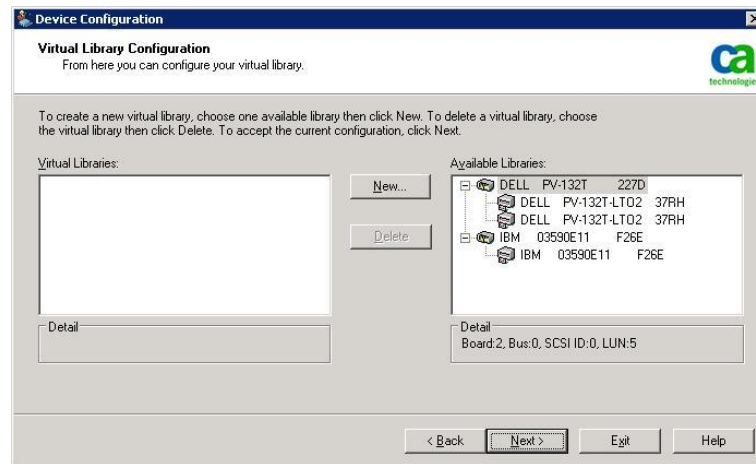 Device Configuration
Virtual Library Configuration
From here you can configure your virtual library.
ca
technologies
To create a new virtual library, choose one available library then click New. To delete a virtual library, choose
the virtual library then click Delete. To accept the current configuration, click Next.
Virtual Libraries:
Available Libraries:
New...
Delete
DELL PV-132T 227D
DELL PV-132T-LTO2 37RH
DELL PV-132T-LTO2 37RH
IBM 03590E11 F26E
IBM 03590E11 F26E
Detail
Detail
Board:2, Bus:0, SCSI ID:0, LUN:5
< Back
Next >
Exit
Help